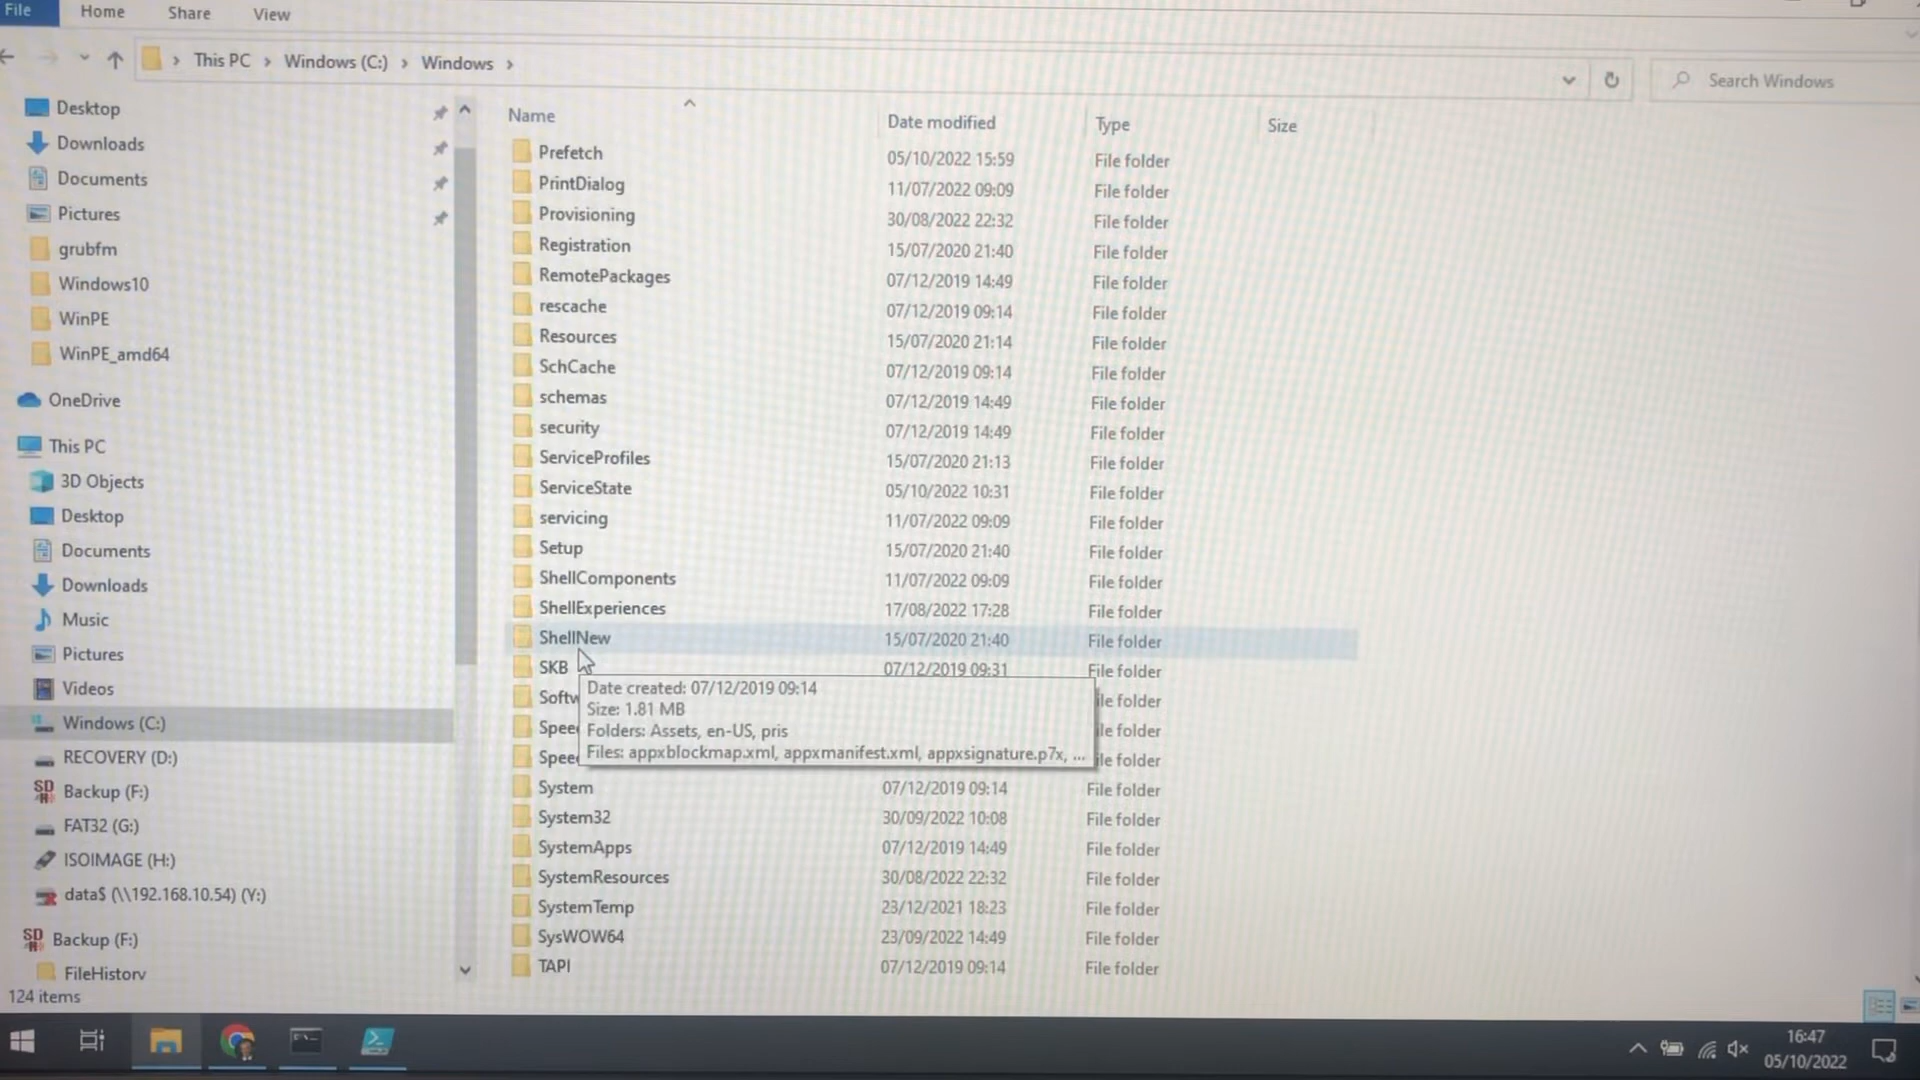 File Home Share View
This PC > Windows (C:) > Windows >
Search Windows
Desktop
Downloads
Documents
Pictures
grubfm
Windows10
WinPE
WinPE_amd64
OneDrive
This PC
3D Objects
Desktop
Documents
Downloads
Music
Pictures
Videos
Windows (C:)
RECOVERY (D:)
Backup (F:)
FAT32 (G:)
ISOIMAGE (H:)
data$ (\\192.168.10.54) (Y:)
Backup (F:)
FileHistory
124 items
Name Date modified Type Size
Prefetch 05/10/2022 15:59 File folder
PrintDialog 11/07/2022 09:09 File folder
Provisioning 30/08/2022 22:32 File folder
Registration 15/07/2020 21:40 File folder
RemotePackages 07/12/2019 14:49 File folder
rescache 07/12/2019 09:14 File folder
Resources 15/07/2020 21:14 File folder
SchCache 07/12/2019 09:14 File folder
schemas 07/12/2019 14:49 File folder
security 07/12/2019 14:49 File folder
ServiceProfiles 15/07/2020 21:13 File folder
ServiceState 05/10/2022 10:31 File folder
servicing 11/07/2022 09:09 File folder
Setup 15/07/2020 21:40 File folder
ShellComponents 11/07/2022 09:09 File folder
ShellExperiences 17/08/2022 17:28 File folder
ShellNew 15/07/2020 21:40 File folder
SKB 07/12/2019 09:31 File folder
Softw ile folder
Speec ile folder
Speec ile folder
Date created: 07/12/2019 09:14
Size: 1.81 MB
Folders: Assets, en-US, pris
Files: appxblockmap.xml, appxmanifest.xml, appxsignature.p7x, ...
System 07/12/2019 09:14 File folder
System32 30/09/2022 10:08 File folder
SystemApps 07/12/2019 14:49 File folder
SystemResources 30/08/2022 22:32 File folder
SystemTemp 23/12/2021 18:23 File folder
SysWOW64 23/09/2022 14:49 File folder
TAPI 07/12/2019 09:14 File folder
16:47
05/10/2022